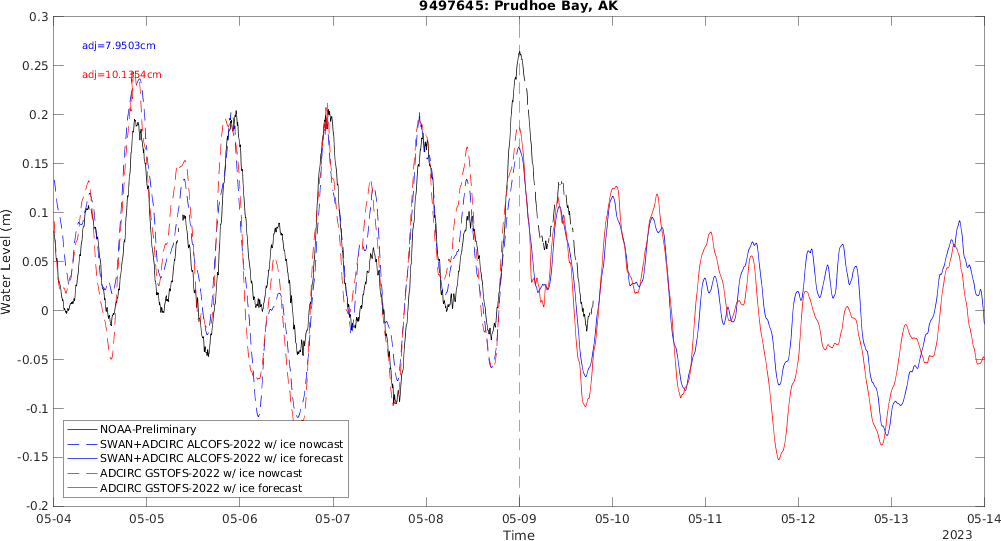 9497645: Prudhoe Bay, AK
0.3
adj=7.9503cm
0.25
adj=10.1354cm
0.2
0.15
0.1
0.05
0
-0.05
-0.1
-0.15
-0.2
Water Level (m)
NOAA-Preliminary
SWAN+ADCIRC ALCOFS-2022 w/ ice nowcast
SWAN+ADCIRC ALCOFS-2022 w/ ice forecast
ADCIRC GSTOFS-2022 w/ ice nowcast
ADCIRC GSTOFS-2022 w/ ice forecast
05-04 05-05 05-06 05-07 05-08 05-09 05-10 05-11 05-12 05-13 05-14
Time
2023